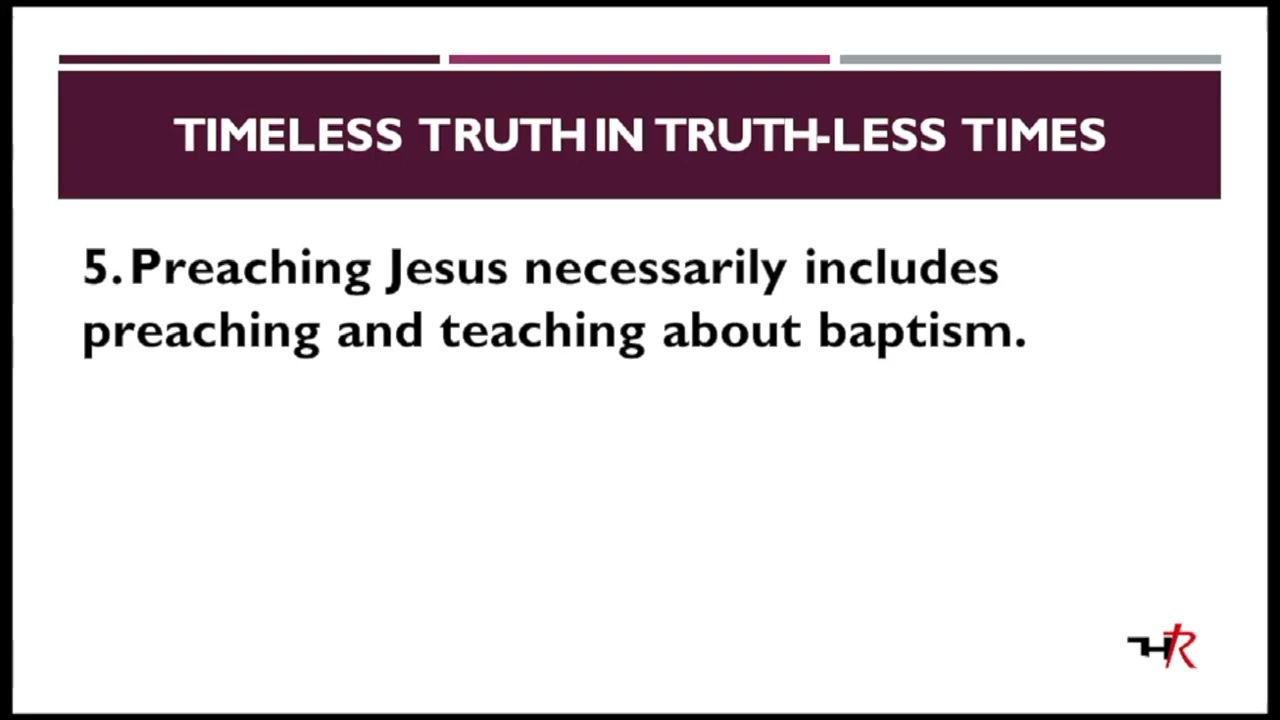 TIMELESS TRUTH IN TRUTH-LESS TIMES
5. Preaching Jesus necessarily includes
preaching and teaching about baptism.